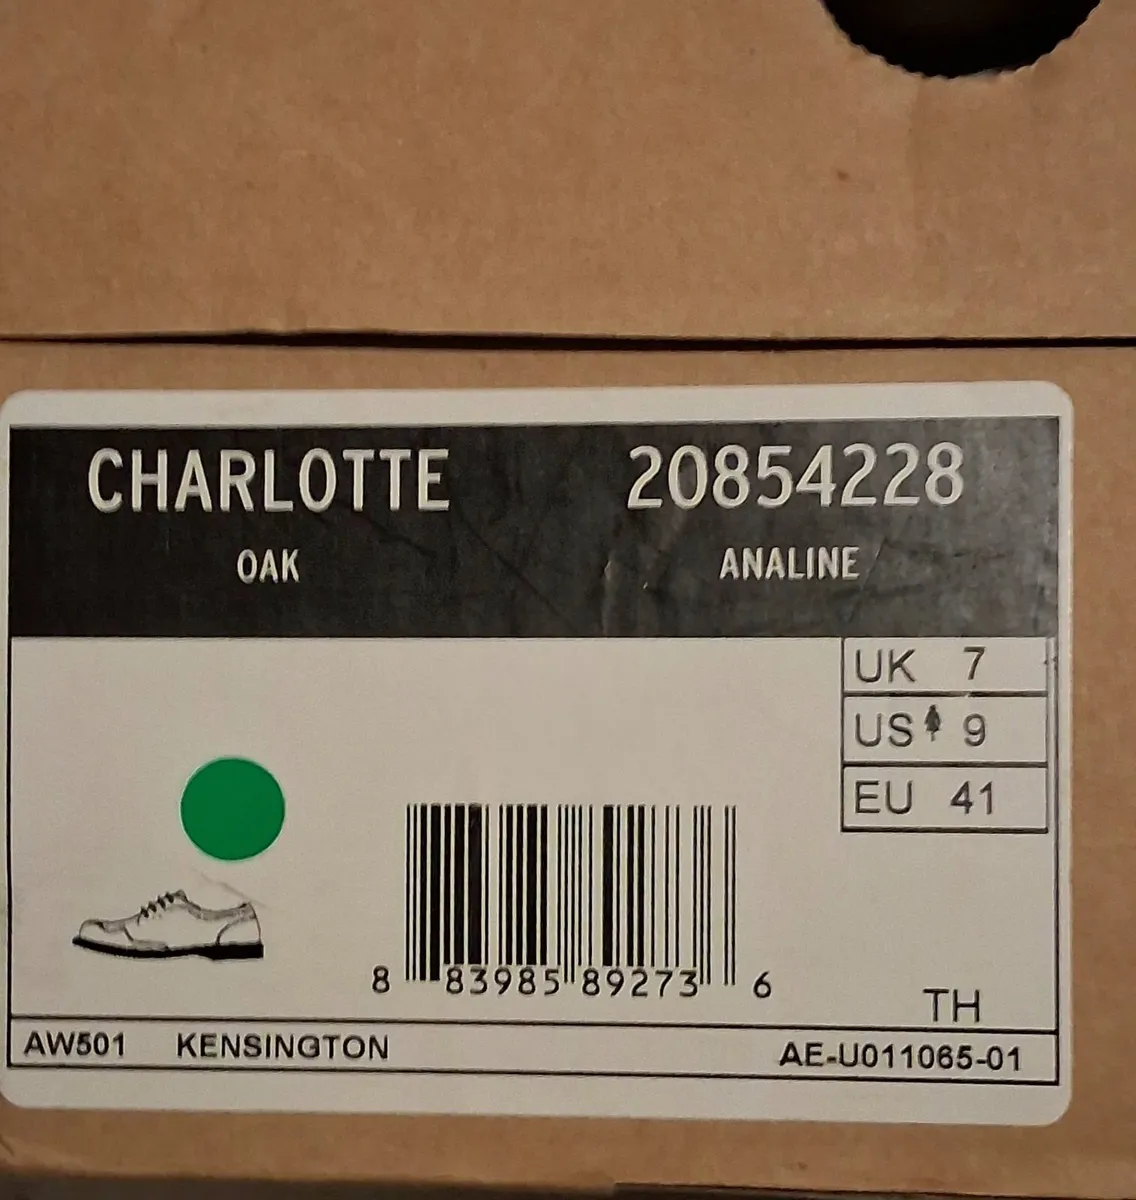 CHARLOTTE 20854228
OAK ANALINE
UK 7
US 9
EU 41
8 83985 89273 6
TH
AW501 KENSINGTON AE-U011065-01